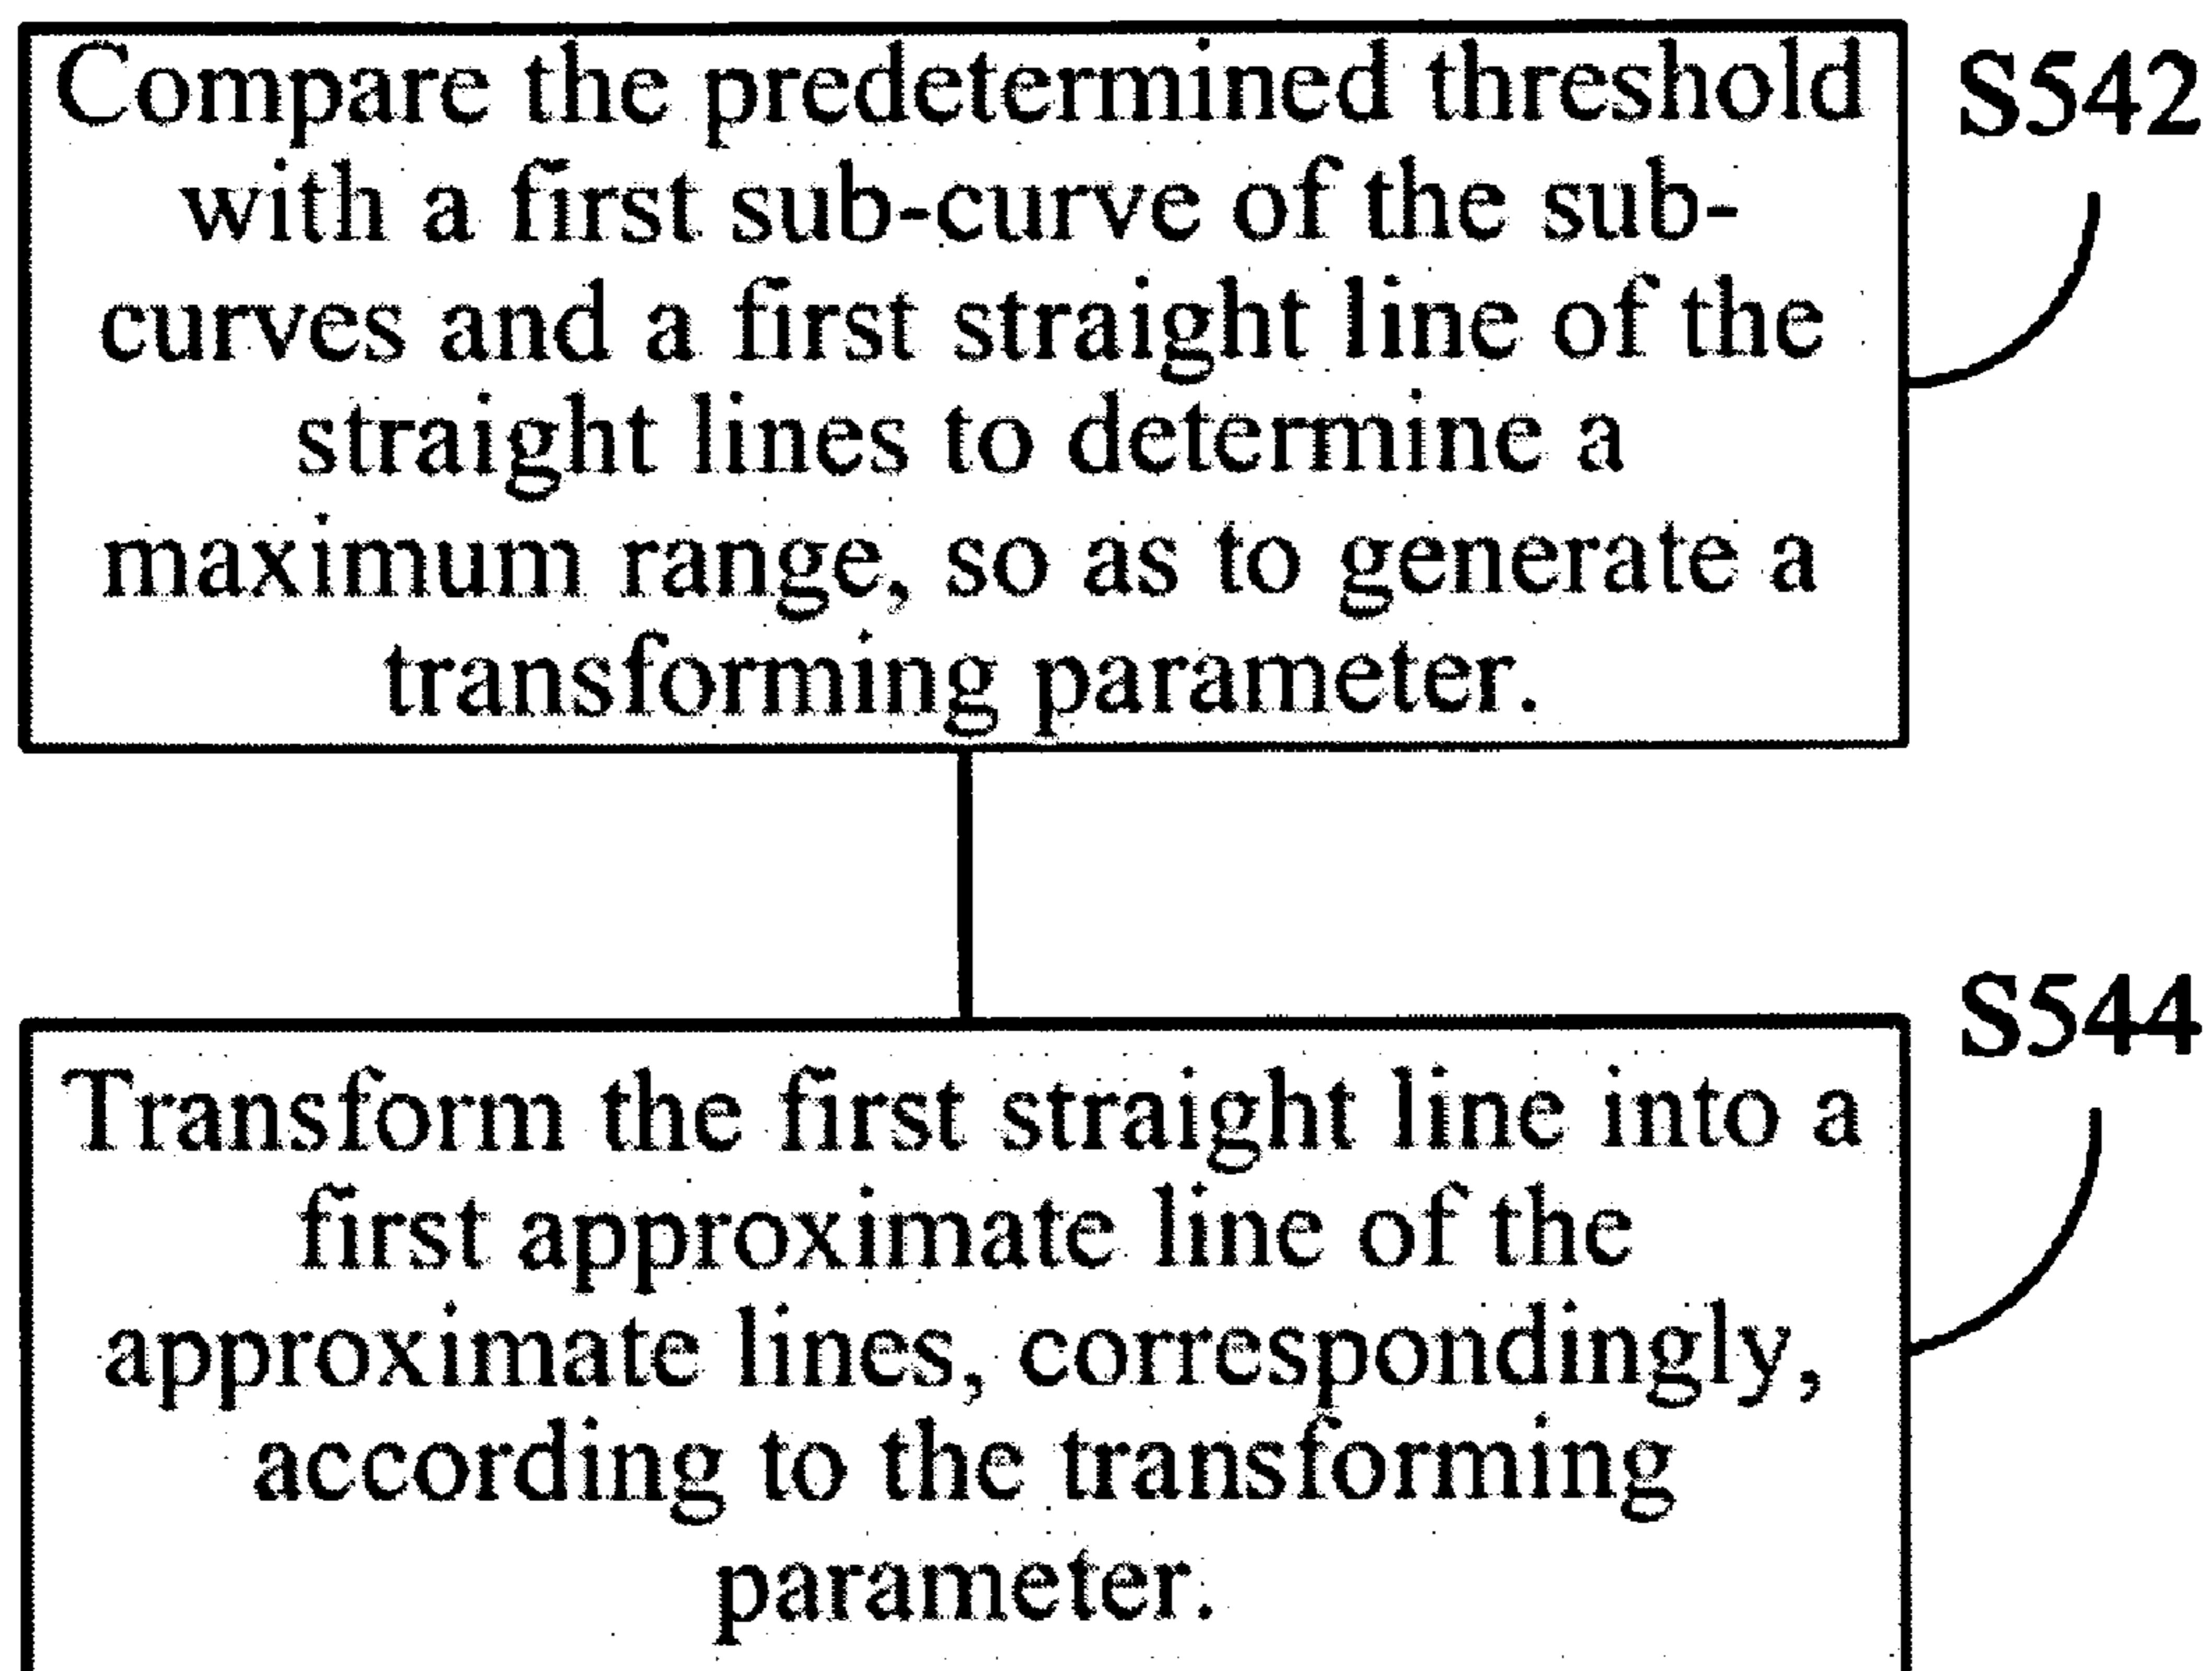 Compare the predetermined threshold
with a first sub-curve of the sub-
curves and a first straight line of the
straight lines to determine a
maximum range, so as to generate a
transforming parameter.
S542
Transform the first straight line into a
first approximate line of the
approximate lines, correspondingly,
according to the transforming
parameter.
S544